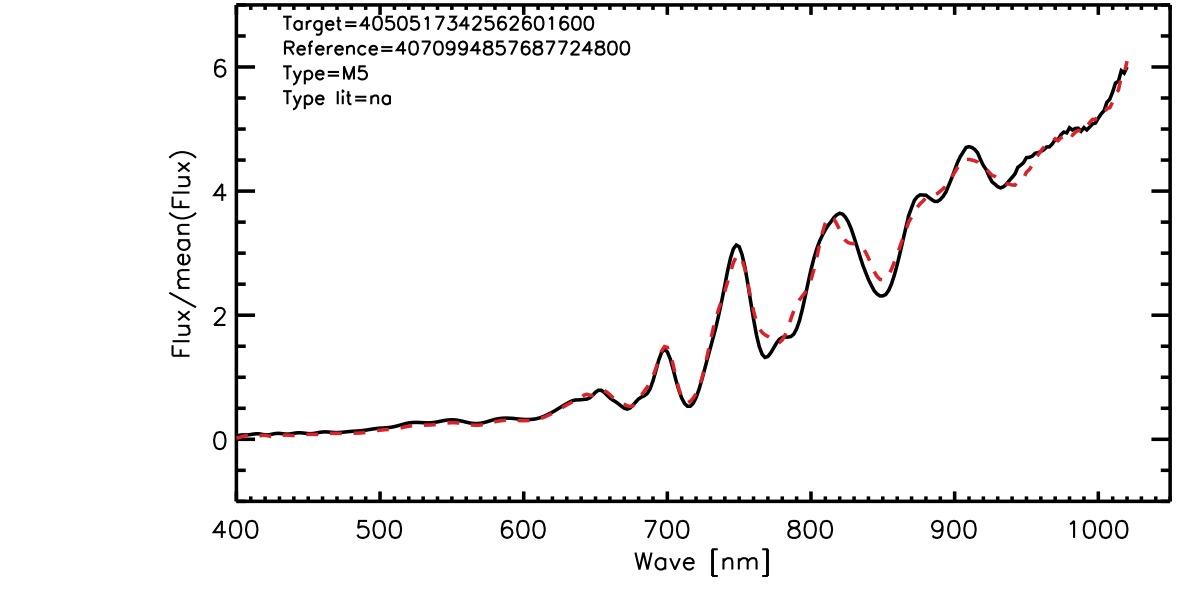 Target=4050517342562601600
Reference=4070994857687724800
Type=M5
Type lit=na
6
4
2
0
Flux/mean(Flux)
400 500 600 700 800 900 1000
Wave [nm]